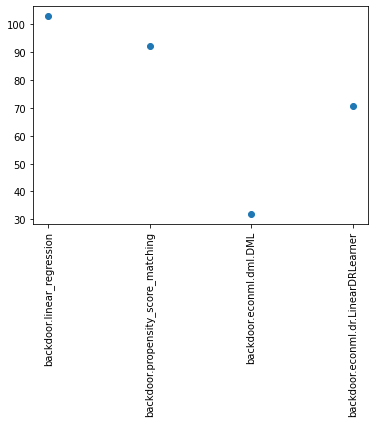 100
90
80
70
60
50
40
30
backdoor.linear_regression
backdoor.propensity_score_matching
backdoor.econml.dml.DML
backdoor.econml.dr.LinearDRLearner